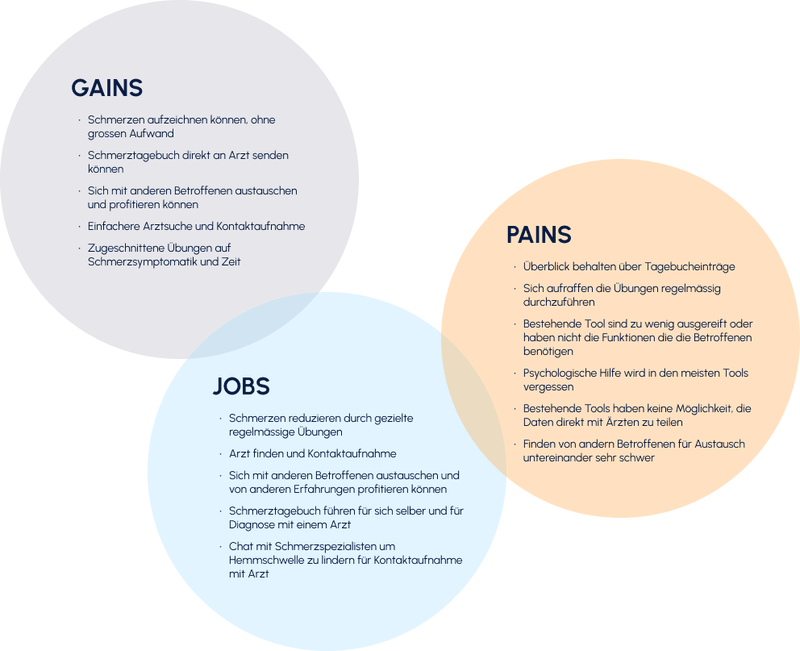 GAINS
· Schmerzen aufzeichnen können, ohne
grossen Aufwand
· Schmerztagebuch direkt an Arzt senden
können
· Sich mit anderen Betroffenen austauschen
und profitieren können
· Einfachere Arztsuche und Kontaktaufnahme
· Zugeschnittene Übungen auf
Schmerzsymptomatik und Zeit
PAINS
· Überblick behalten über Tagebucheinträge
· Sich aufraffen die Übungen regelmässig
durchzuführen
· Bestehende Tool sind zu wenig ausgereift oder
haben nicht die Funktionen die die Betroffenen
benötigen
· Psychologische Hilfe wird in den meisten Tools
vergessen
· Bestehende Tools haben keine Möglichkeit, die
Daten direkt mit Ärzten zu teilen
· Finden von andern Betroffenen für Austausch
untereinander sehr schwer
JOBS
· Schmerzen reduzieren durch gezielte
regelmässige Übungen
· Arzt finden und Kontaktaufnahme
· Sich mit anderen Betroffenen austauschen und
von anderen Erfahrungen profitieren können
· Schmerztagebuch führen für sich selber und für
Diagnose mit einem Arzt
· Chat mit Schmerzspezialisten um
Hemmschwelle zu lindern für Kontaktaufnahme
mit Arzt